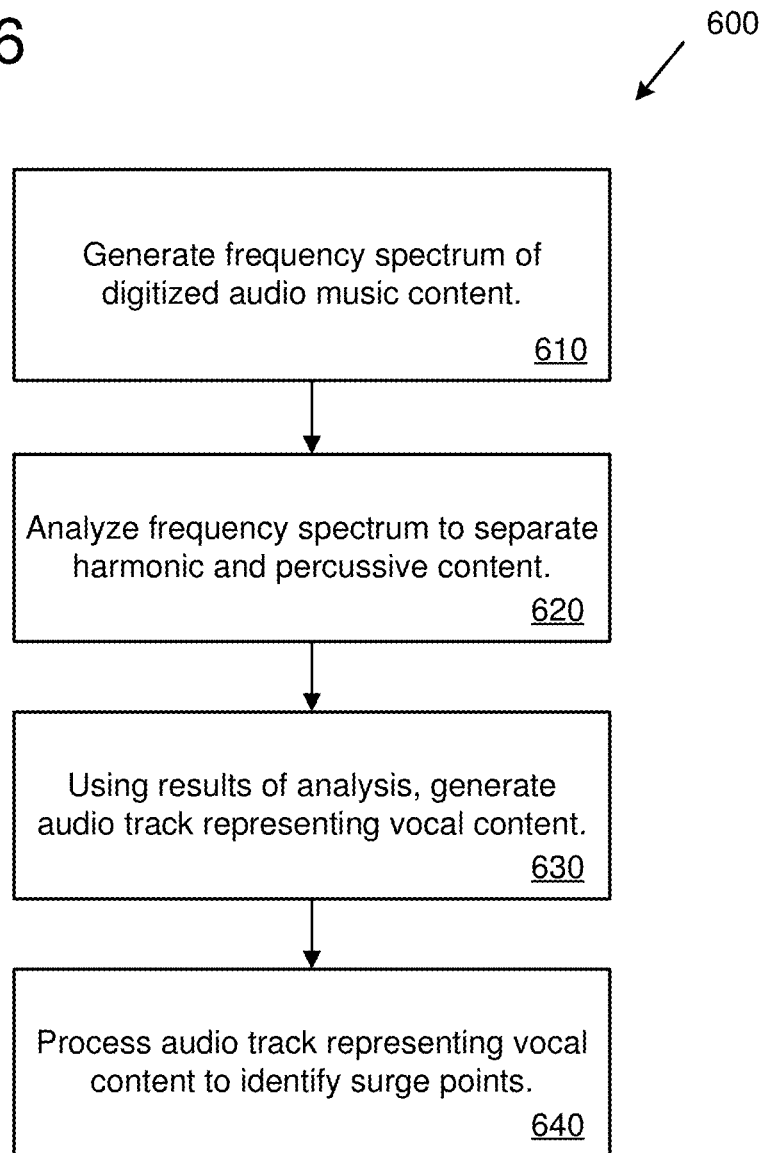 6
600
Generate frequency spectrum of
digitized audio music content.
610
Analyze frequency spectrum to separate
harmonic and percussive content.
620
Using results of analysis, generate
audio track representing vocal content.
630
Process audio track representing vocal
content to identify surge points.
640